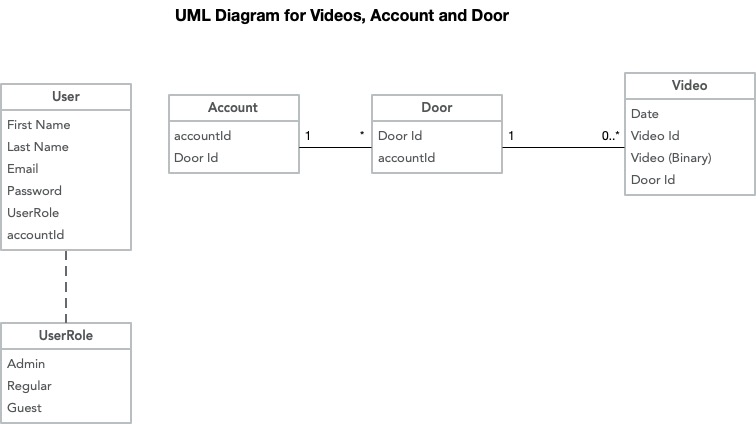 UML Diagram for Videos, Account and Door
User
First Name
Last Name
Email
Password
UserRole
accountId
Account
accountId
Door Id
1
*
Door
Door Id
accountId
1
0..*
Video
Date
Video Id
Video (Binary)
Door Id
UserRole
Admin
Regular
Guest